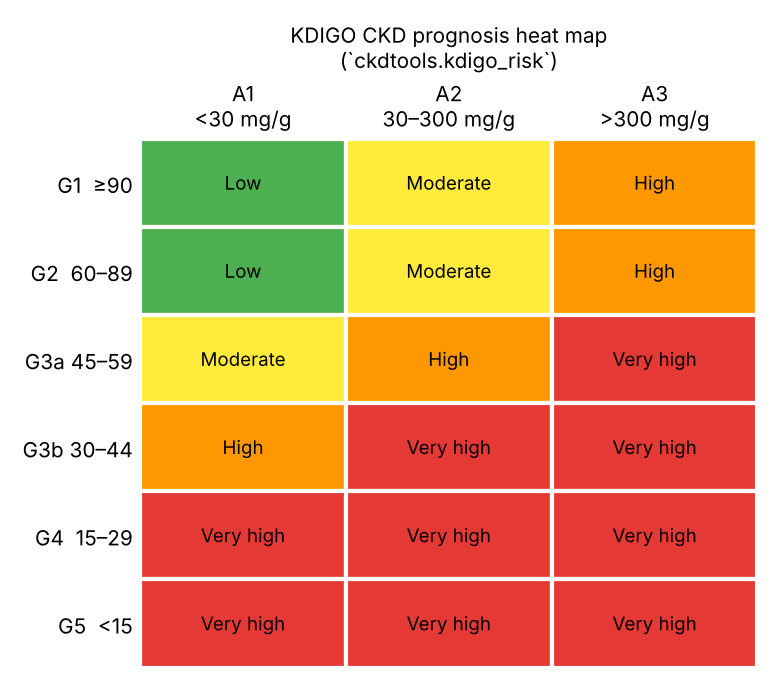 KDIGO CKD prognosis heat map
(`ckdtools.kdigo_risk`)
A1 A2 A3
<30 mg/g 30–300 mg/g >300 mg/g
G1 ≥90 Low Moderate High
G2 60–89 Low Moderate High
G3a 45–59 Moderate High Very high
G3b 30–44 High Very high Very high
G4 15–29 Very high Very high Very high
G5 <15 Very high Very high Very high